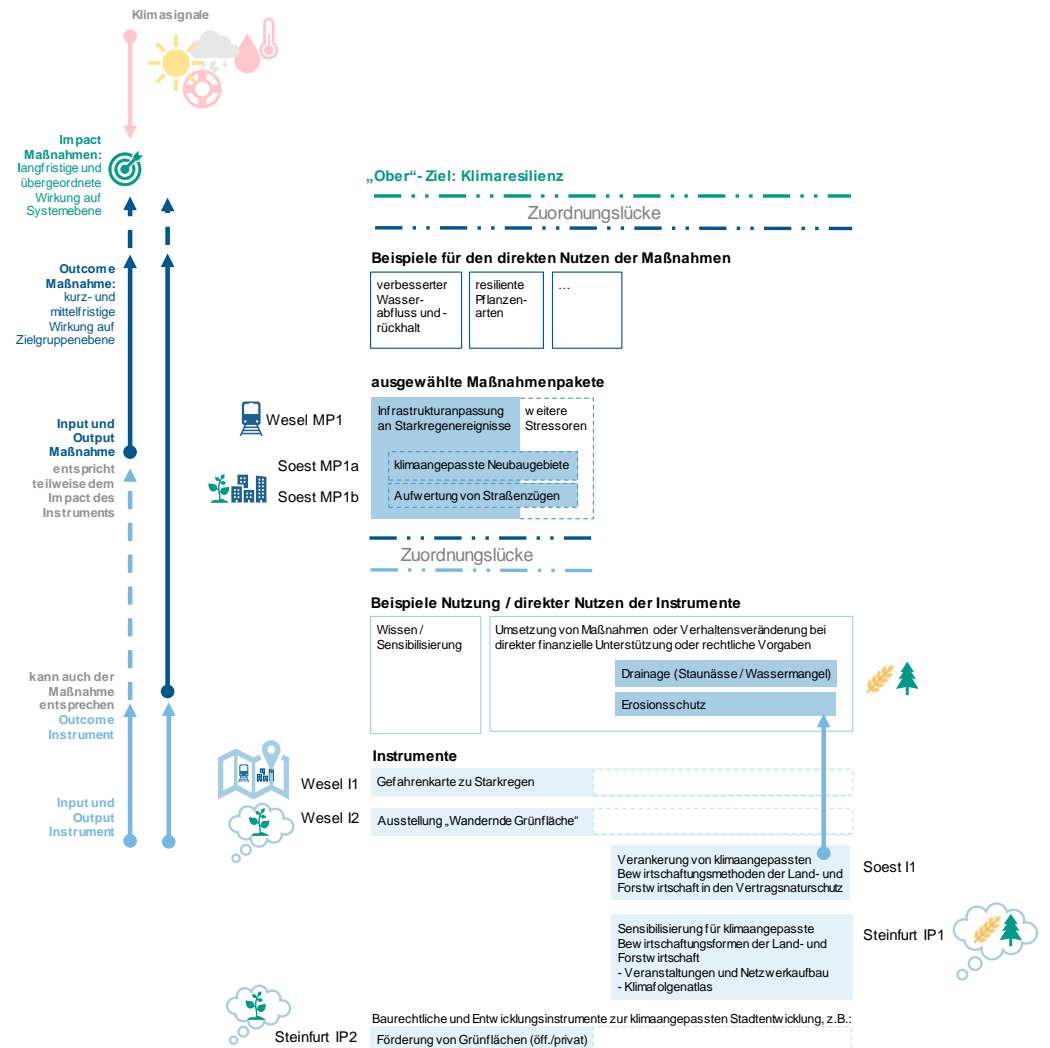 Klimasignale
Impact
Maßnahmen:
langfristige und
übergeordnete
Wirkung auf
Systemebene
„Ober“- Ziel: Klimaresilienz
Zuordnungslücke
Outcome
Maßnahme:
kurz- und
mittelfristige
Wirkung auf
Zielgruppenebene
Beispiele für den direkten Nutzen der Maßnahmen
verbesserter
Wasser-
abfluss und -
rückhalt
resiliente
Pflanzen-
arten
…
ausgewählte Maßnahmenpakete
Input und
Output
Maßnahme
entspricht
teilweise dem
Impact des
Instruments
Wesel MP1
Infrastrukturanpassung
an Starkregenereignisse
weitere
Stressoren
Soest MP1a
klimaangepasste Neubaugebiete
Soest MP1b
Aufwertung von Straßenzügen
Zuordnungslücke
Beispiele Nutzung / direkter Nutzen der Instrumente
Wissen /
Sensibilisierung
Umsetzung von Maßnahmen oder Verhaltensveränderung bei
direkter finanzielle Unterstützung oder rechtliche Vorgaben
Drainage (Staunässe / Wassermangel)
Erosionsschutz
kann auch der
Maßnahme
entsprechen
Outcome
Instrument
Instrumente
Wesel I1
Gefahrenkarte zu Starkregen
Input und
Output
Instrument
Wesel I2
Ausstellung „Wandernde Grünfläche“
Verankerung von klimaangepassten
Bewirtschaftungsmethoden der Land- und
Forstwirtschaft in den Vertragsnaturschutz
Soest I1
Sensibilisierung für klimaangepasste
Bewirtschaftungsformen der Land- und
Forstwirtschaft
- Veranstaltungen und Netzwerkaufbau
- Klimafolgenatlas
Steinfurt IP1
Baurechtliche und Entwicklungsinstrumente zur klimaangepassten Stadtentwicklung, z.B.:
Steinfurt IP2
Förderung von Grünflächen (öff./privat)